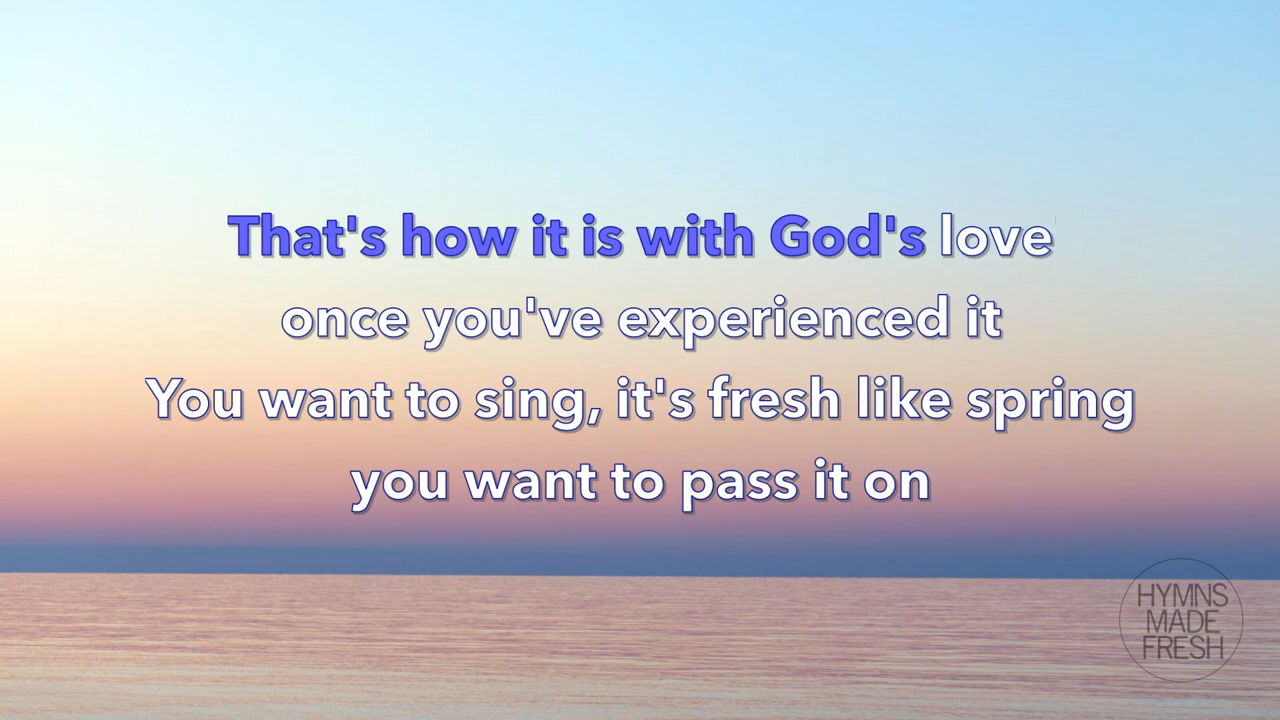 That's how it is with God's love
once you've experienced it
You want to sing, it's fresh like spring
you want to pass it on
HYMNS
MADE
FRESH